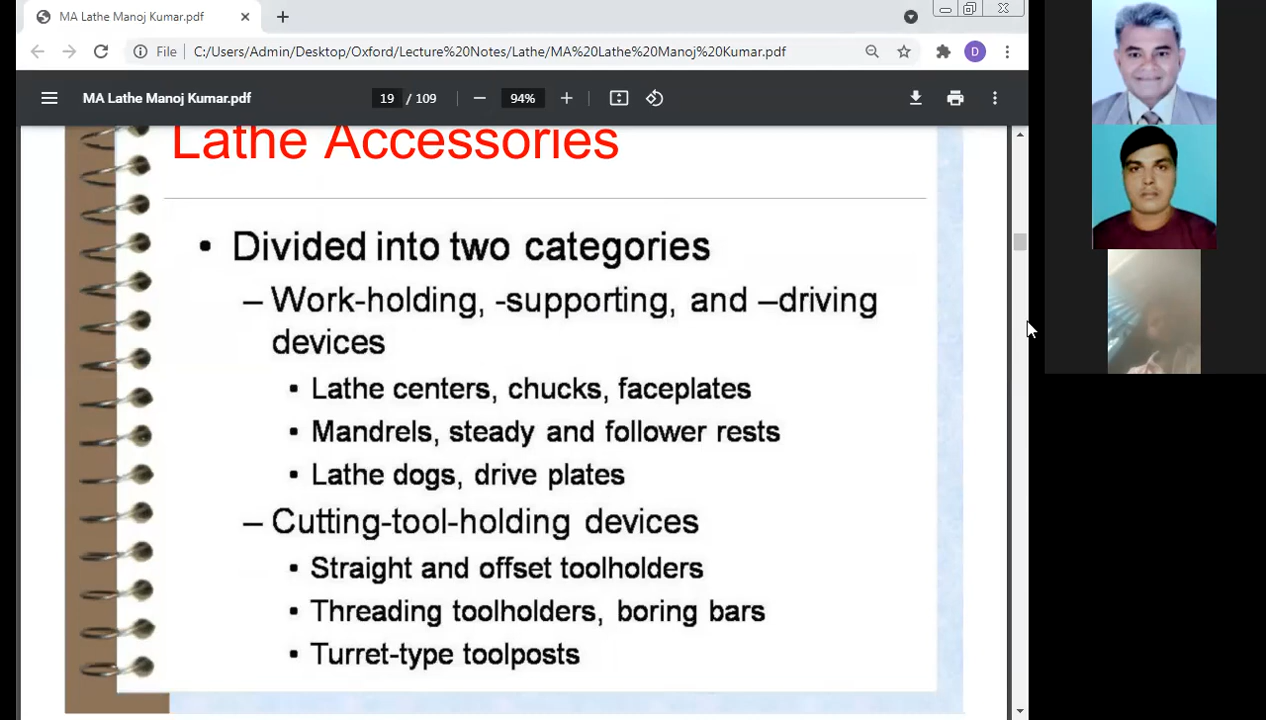 MA Lathe Manoj Kumar.pdf
File
C:/Users/Admin/Desktop/Oxford/Lecture%20Notes/Lathe/MA%20Lathe%20Manoj%20Kumar.pdf
D
MA Lathe Manoj Kumar.pdf
19 / 109
94%
Lathe Accessories
• Divided into two categories
– Work-holding, -supporting, and –driving
devices
▪ Lathe centers, chucks, faceplates
▪ Mandrels, steady and follower rests
▪ Lathe dogs, drive plates
– Cutting-tool-holding devices
▪ Straight and offset toolholders
▪ Threading toolholders, boring bars
▪ Turret-type toolposts